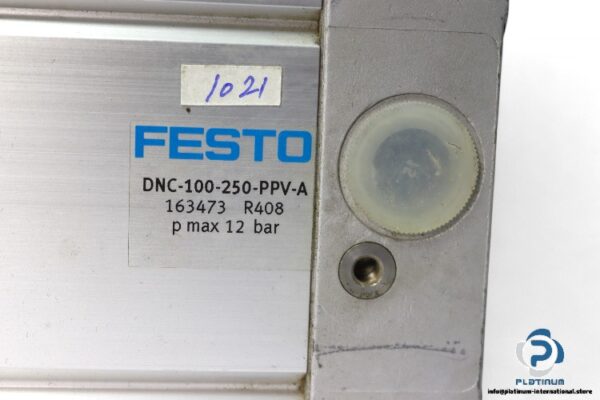 1021
FESTO
DNC-100-250-PPV-A
163473 R408
p max 12 bar
PLATINUM
info@platinum-international.store